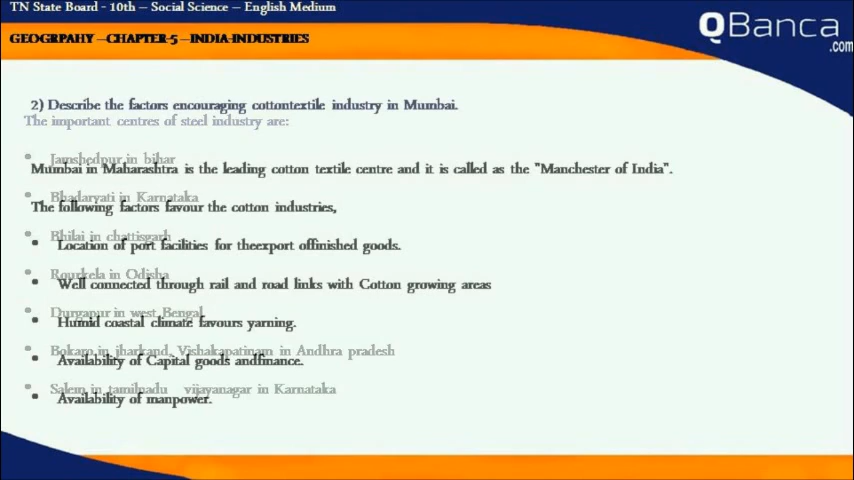 TN State Board - 10th – Social Science – English Medium
QBanca
.com
GEOGRPAHY –CHAPTER-5 – INDIA-INDUSTRIES
2) Describe the factors encouraging cottontextile industry in Mumbai.
The important centres of steel industry are:
• Jamshedpur in bihar
Mumbai in Maharashtra is the leading cotton textile centre and it is called as the "Manchester of India".
• Bhadaryati in Karnataka
The following factors favour the cotton industries,
• Bhilai in chattisgarh
• Location of port facilities for theexport offinished goods.
• Rourkela in Odisha
• Well connected through rail and road links with Cotton growing areas
• Durgapur in west Bengal
• Humid coastal climate favours yarning.
• Bokaro in jharkand, Vishakapatinam in Andhra pradesh
• Availability of Capital goods andfinance.
• Salem in tamilnadu vijayanagar in Karnataka
• Availability of manpower.